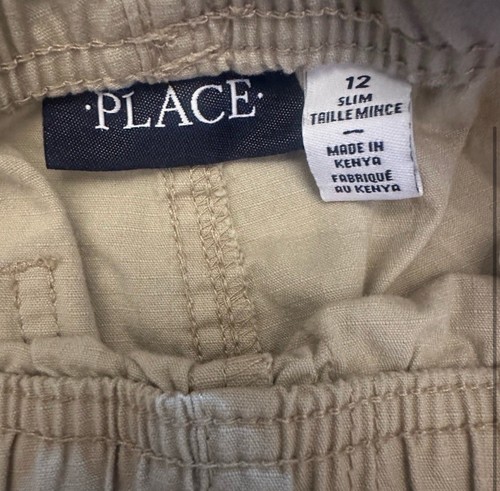 ·PLACE·
12
SLIM
TAILLE MINCE
MADE IN
KENYA
FABRIQUÉ
AU KENYA